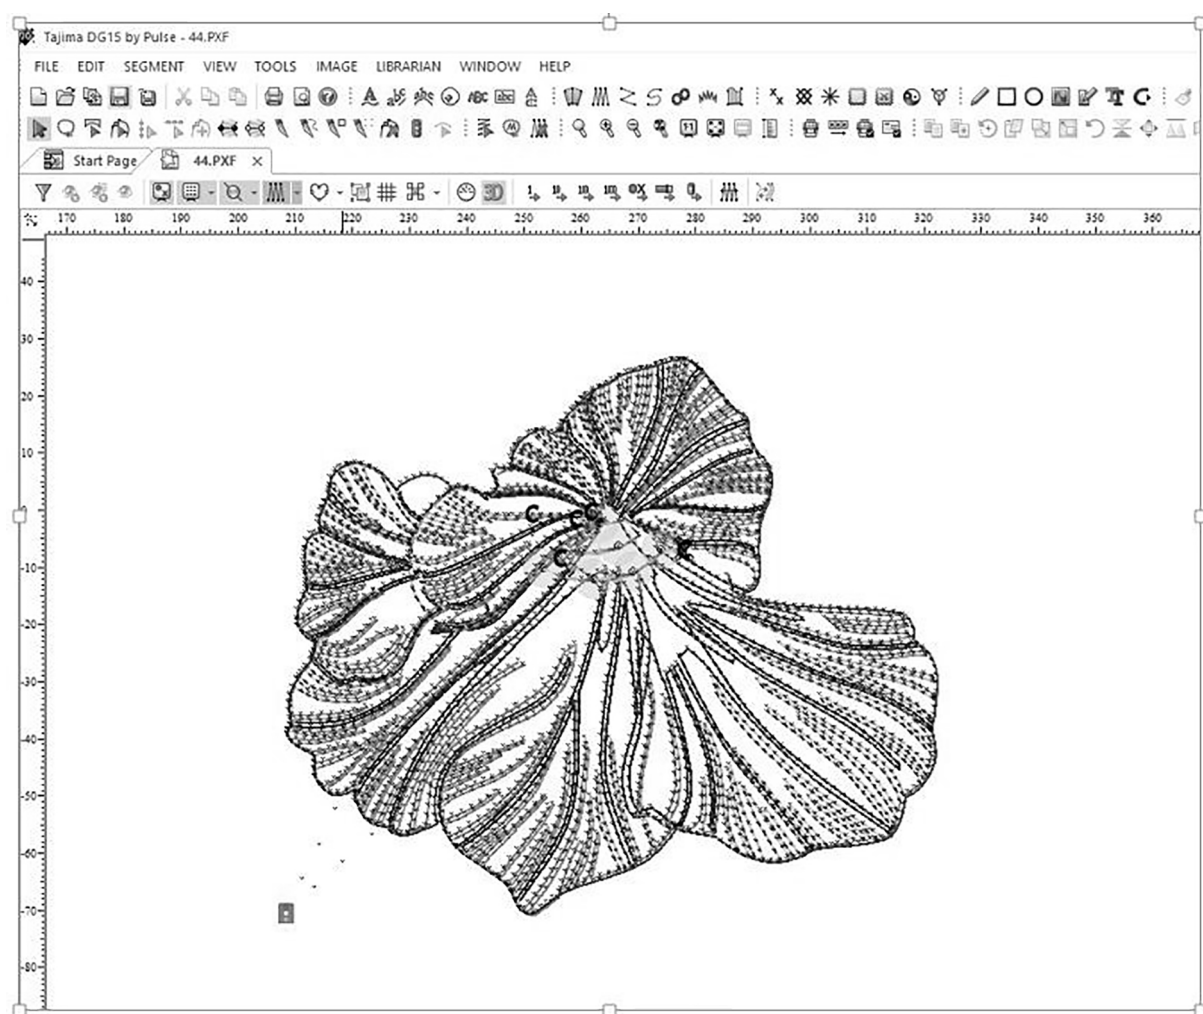 Tajima DG15 by Pulse - 44.PXF
FILE EDIT SEGMENT VIEW TOOLS IMAGE LIBRARIAN WINDOW HELP
Start Page 44.PXF
3D
170 180 190 200 210 220 230 240 250 260 270 280 290 300 310 320 330 340 350 360
40
30
20
10
C C C
C
-10
-20
-30
-40
-50
-60
-70
-80